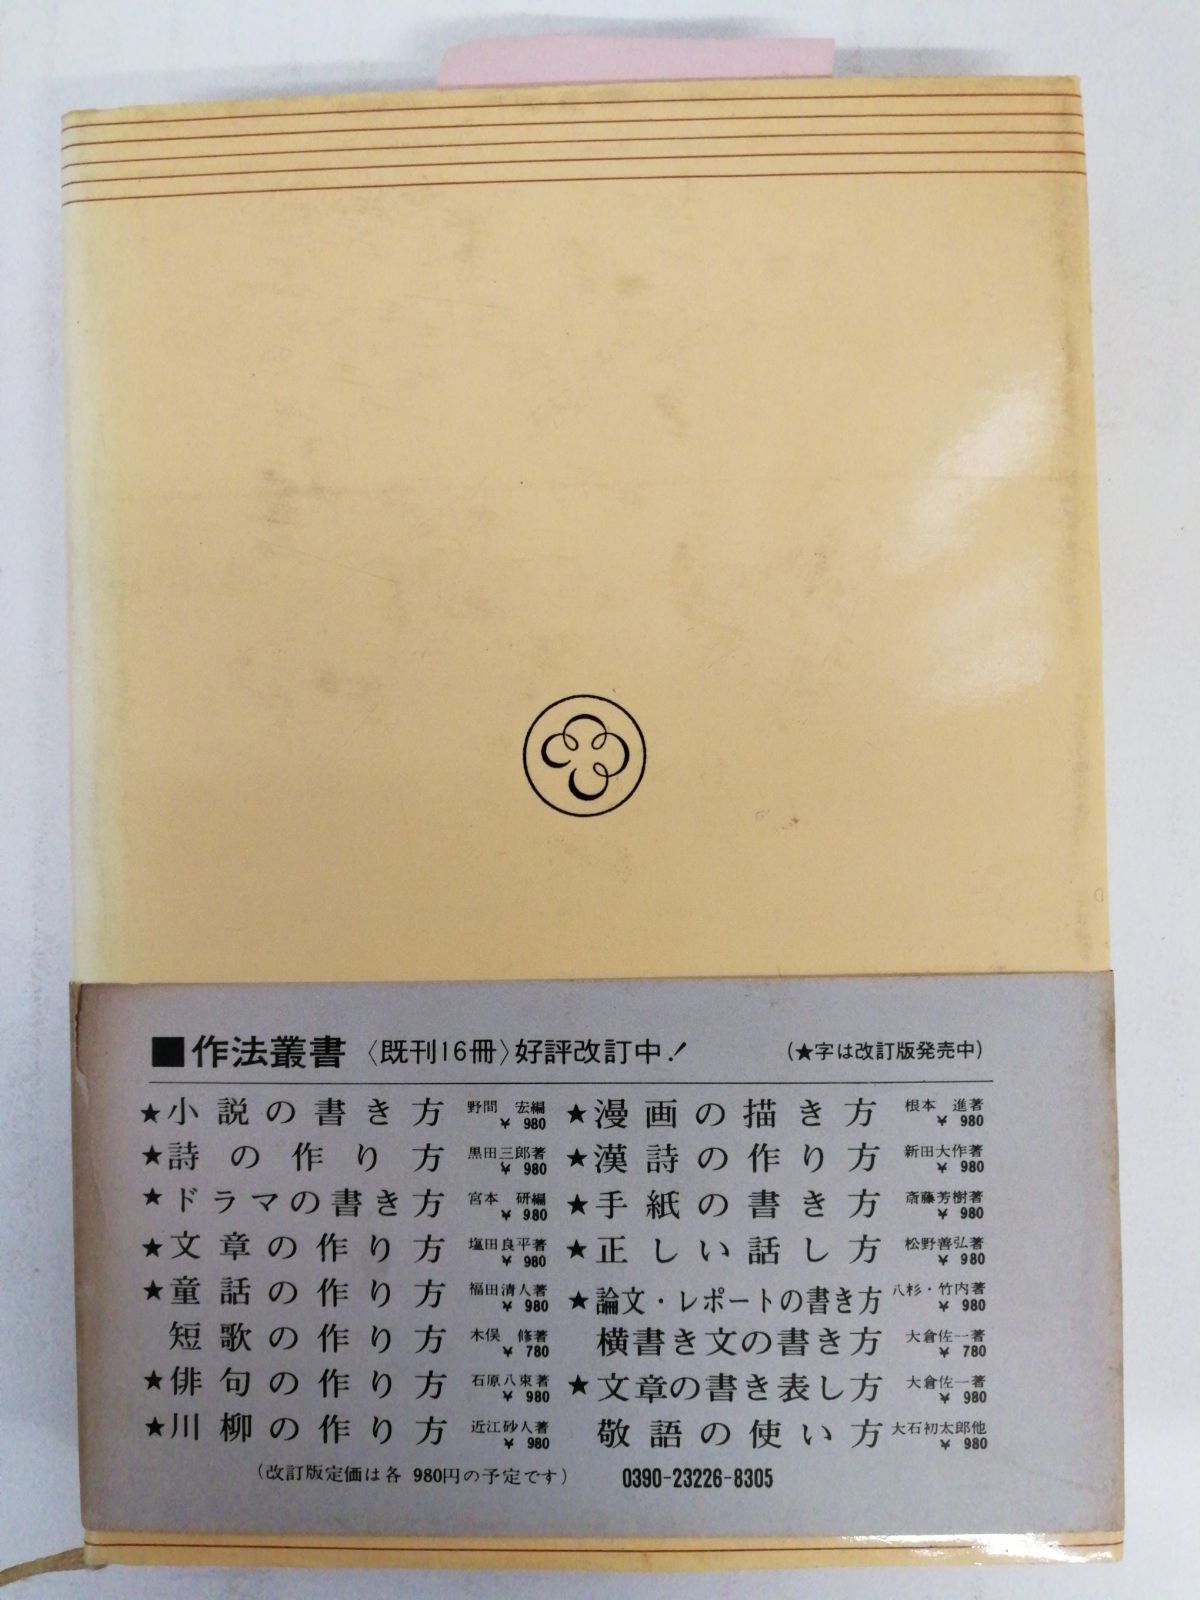 ■作法叢書〈既刊16冊〉好評改訂中! (★字は改訂版発売中)
★小説の書き方 野間 宏編 ¥ 980
★詩の作り方 黒田三郎著 ¥ 980
★ドラマの書き方 宮本 研編 ¥ 980
★文章の作り方 塩田良平著 ¥ 980
★童話の作り方 福田清人著 ¥ 980
短歌の作り方 木俣 修著 ¥ 780
★俳句の作り方 石原八束著 ¥ 980
★川柳の作り方 近江砂人著 ¥ 980
★漫画の描き方 根本 進著 ¥ 980
★漢詩の作り方 新田大作著 ¥ 980
★手紙の書き方 斎藤芳樹著 ¥ 980
★正しい話し方 松野善弘著 ¥ 980
★論文・レポートの書き方 八杉・竹内著 ¥ 980
横書き文の書き方 大倉佐一著 ¥ 780
★文章の書き表し方 大倉佐一著 ¥ 980
敬語の使い方 大石初太郎他 ¥ 980
(改訂版定価は各 980円の予定です) 0390-23226-8305